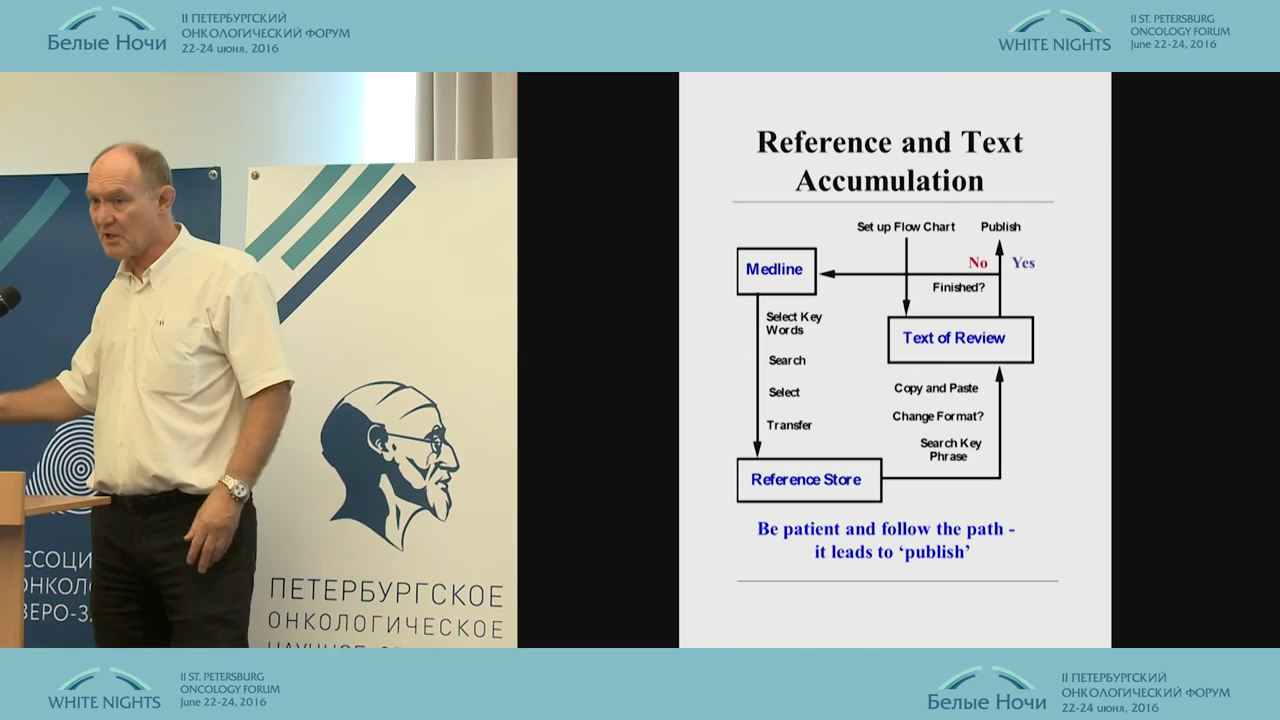 Белые Ночи
II ПЕТЕРБУРГСКИЙ
ОНКОЛОГИЧЕСКИЙ ФОРУМ
22-24 июня, 2016
WHITE NIGHTS
II ST. PETERSBURG
ONCOLOGY FORUM
June 22-24, 2016
ССОЦИ
ОНКОЛ
ВЕРО-ЗА
ПЕТЕРБУРГСКОЕ
ОНКОЛОГИЧЕСКОЕ
Reference and Text
Accumulation
Set up Flow Chart
Publish
Medline
No
Yes
Finished?
Select Key
Words
Text of Review
Search
Select
Copy and Paste
Change Format?
Transfer
Search Key
Phrase
Reference Store
Be patient and follow the path -
it leads to ‘publish’
WHITE NIGHTS
II ST. PETERSBURG
ONCOLOGY FORUM
June 22-24, 2016
Белые Ночи
II ПЕТЕРБУРГСКИЙ
ОНКОЛОГИЧЕСКИЙ ФОРУМ
22-24 июня, 2016